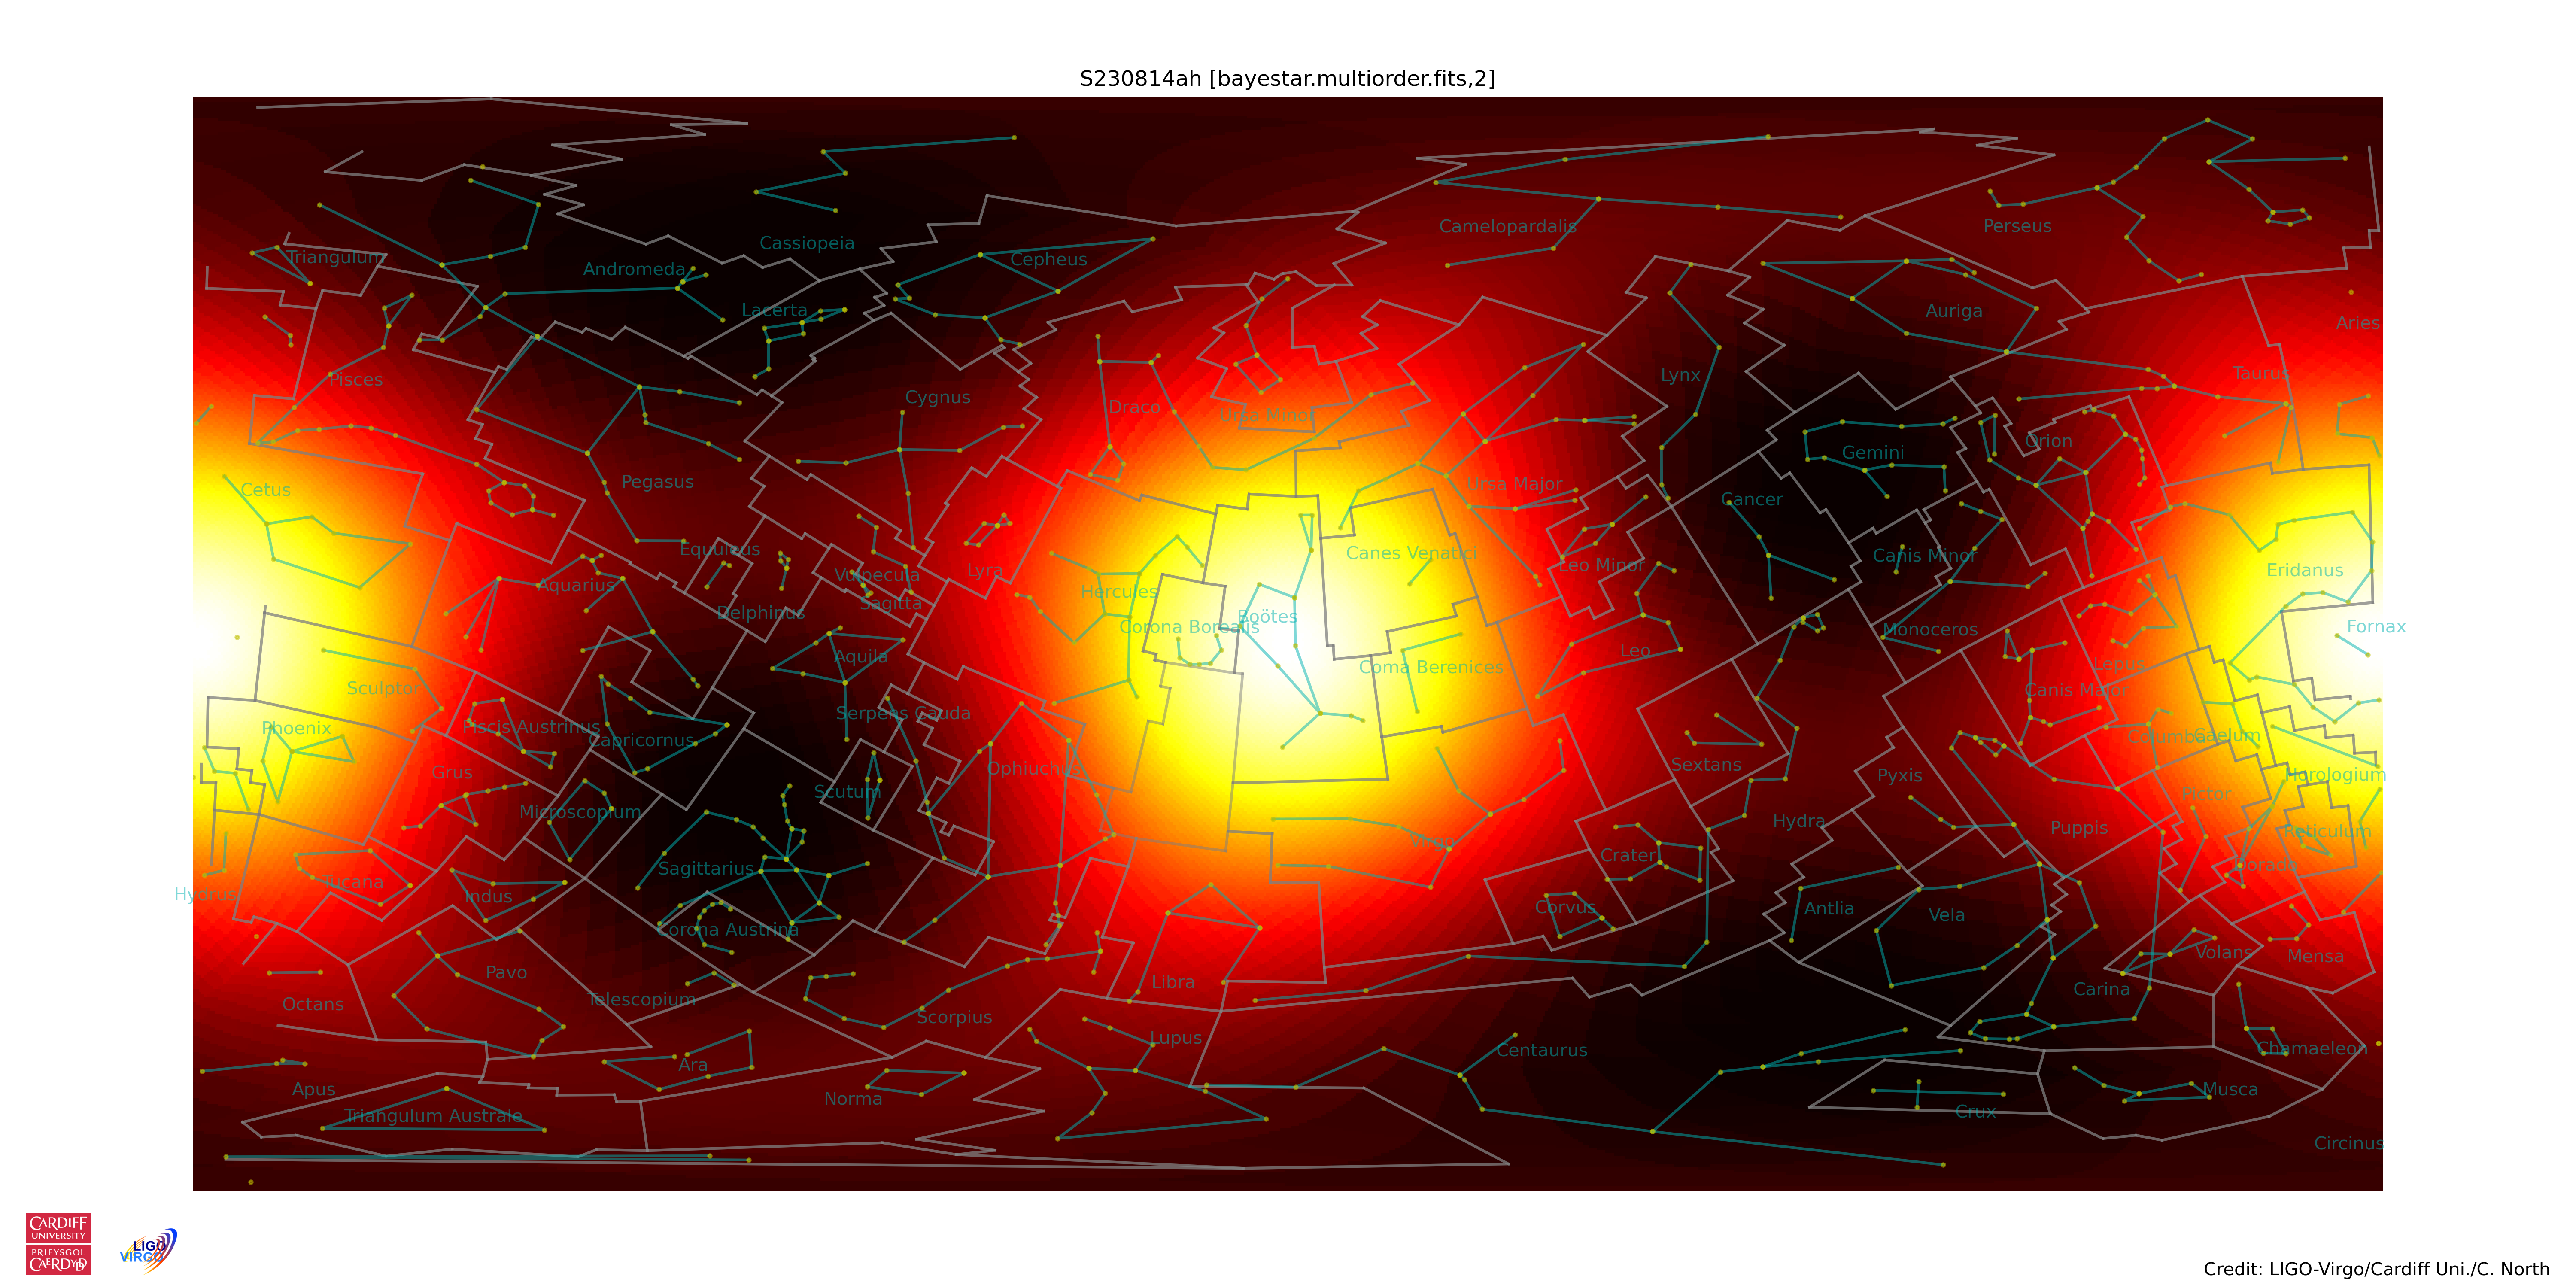 S230814ah [bayestar.multiorder.fits,2]
Camelopardalis
Perseus
Cassiopeia
Triangulum
Andromeda
Cepheus
Lacerta
Auriga
Aries
Pisces
Lynx
Taurus
Cygnus
Draco
Ursa Minor
Orion
Gemini
Pegasus
Cetus
Ursa Major
Cancer
Equuleus
Canes Venatici
Canis Minor
Leo Minor
Lyra
Vulpecula
Eridanus
Aquarius
Hercules
Sagitta
Delphinus
Boötes
Corona Borealis
Fornax
Monoceros
Leo
Aquila
Coma Berenices
Lepus
Sculptor
Canis Major
Serpens Cauda
Phoenix
Piscis Austrinus
Capricornus
Columba
Caelum
Grus
Ophiuchus
Sextans
Pyxis
Horologium
Scutum
Pictor
Microscopium
Hydra
Puppis
Reticulum
Virgo
Crater
Sagittarius
Dorado
Tucana
Hydrus
Indus
Corvus
Antlia
Vela
Corona Austrina
Volans
Mensa
Pavo
Libra
Carina
Octans
Telescopium
Scorpius
Lupus
Centaurus
Chamaeleon
Ara
Apus
Musca
Norma
Crux
Triangulum Australe
Circinus
CARDIFF
UNIVERSITY
PRIFYSGOL
CAERDYDD
LIGO
VIRGO
Credit: LIGO-Virgo/Cardiff Uni./C. North